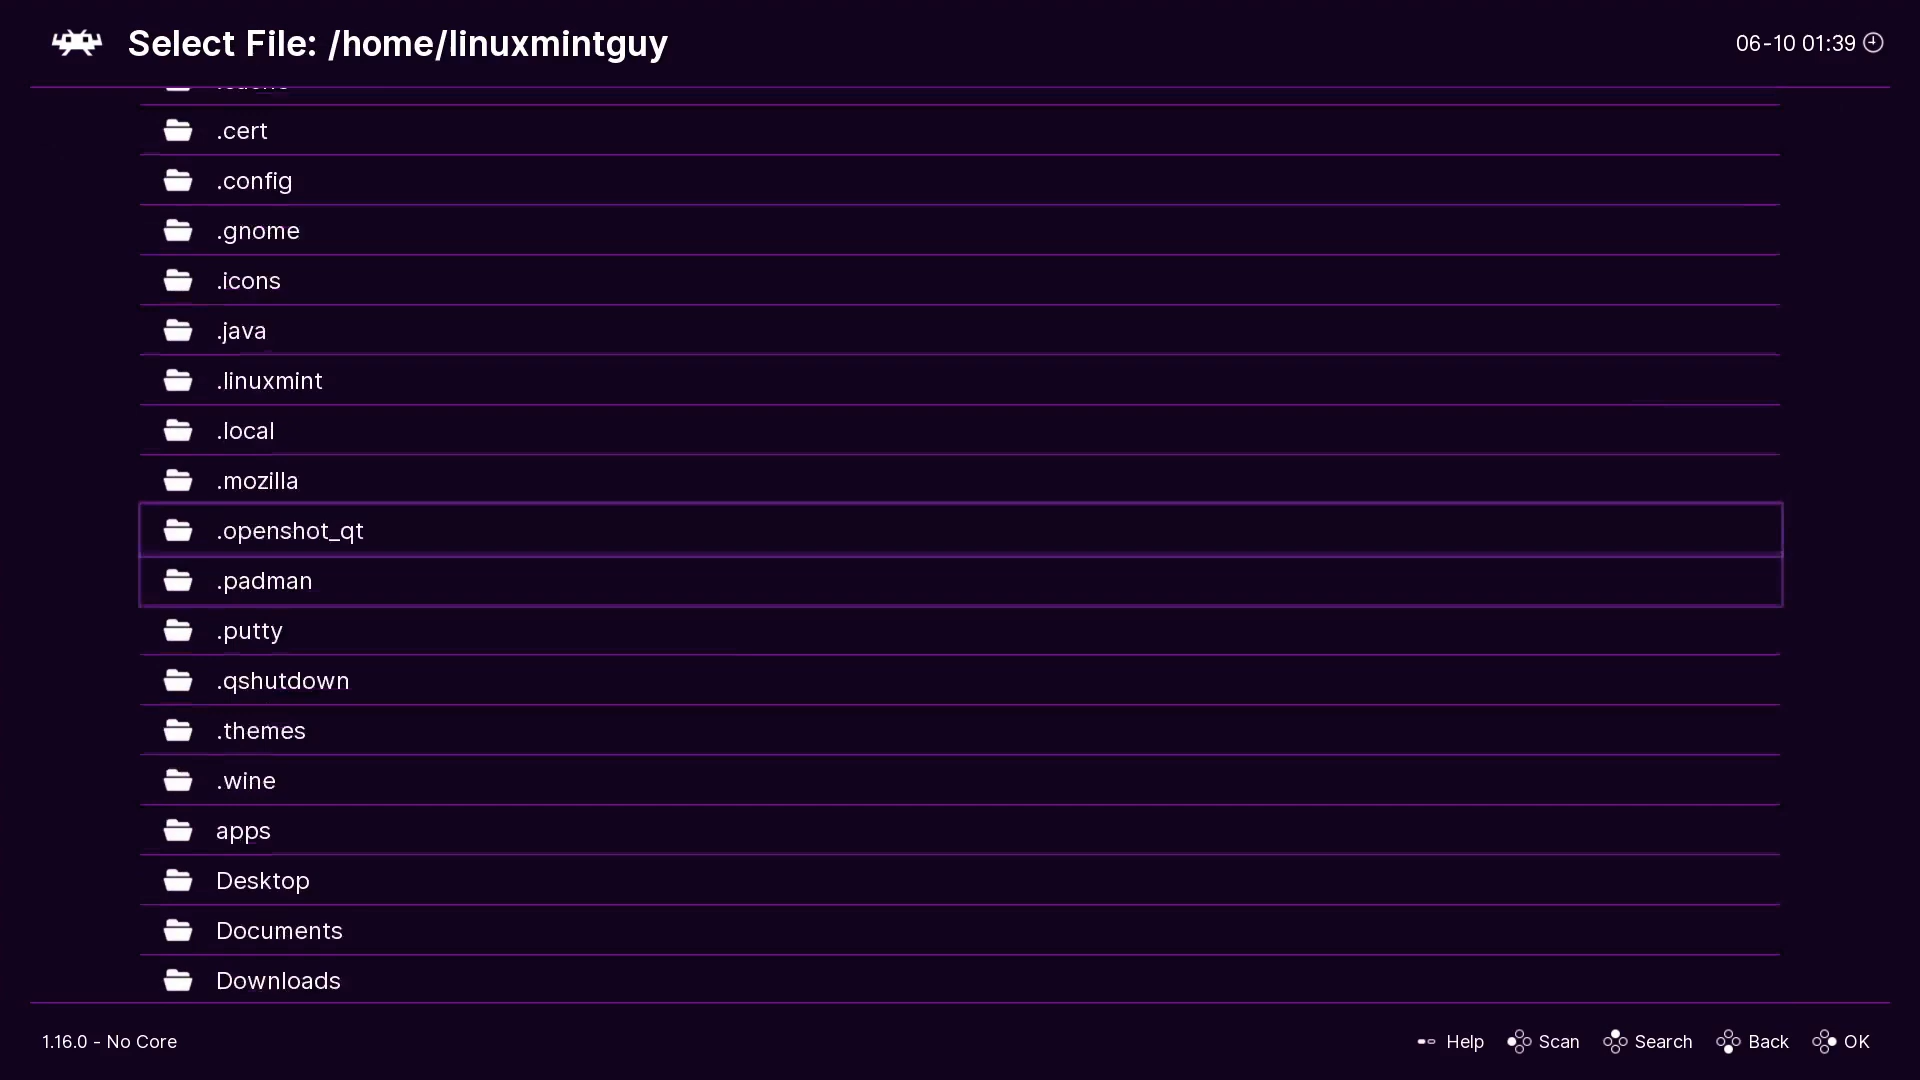 Select File: /home/linuxmintguy
06-10 01:39
.cert
.config
.gnome
.icons
.java
.linuxmint
.local
.mozilla
.openshot_qt
.padman
.putty
.qshutdown
.themes
.wine
apps
Desktop
Documents
Downloads
1.16.0 - No Core
Help Scan Search Back OK